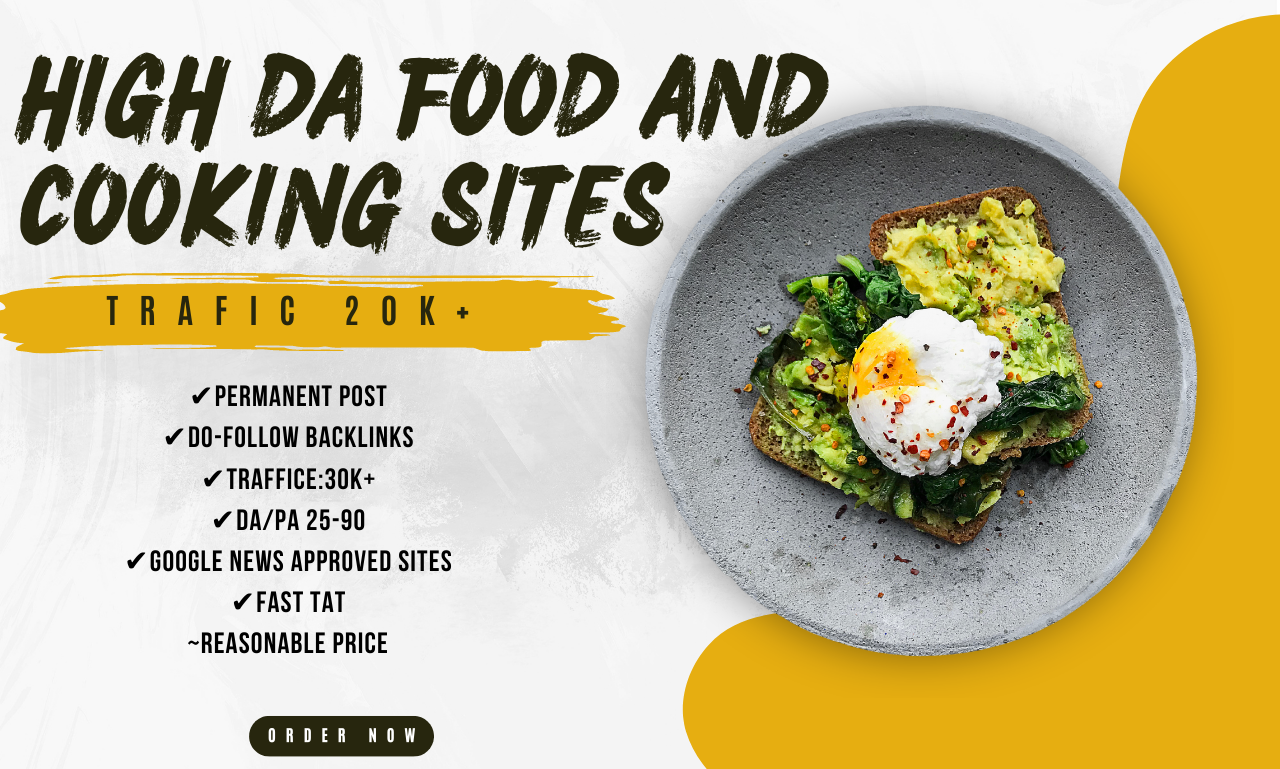 HIGH DA FOOD AND
COOKING SITES
TRAFIC 20K+
✔PERMANENT POST
✔DO-FOLLOW BACKLINKS
✔TRAFFICE:30K+
✔DA/PA 25-90
✔GOOGLE NEWS APPROVED SITES
✔FAST TAT
~REASONABLE PRICE
ORDER NOW